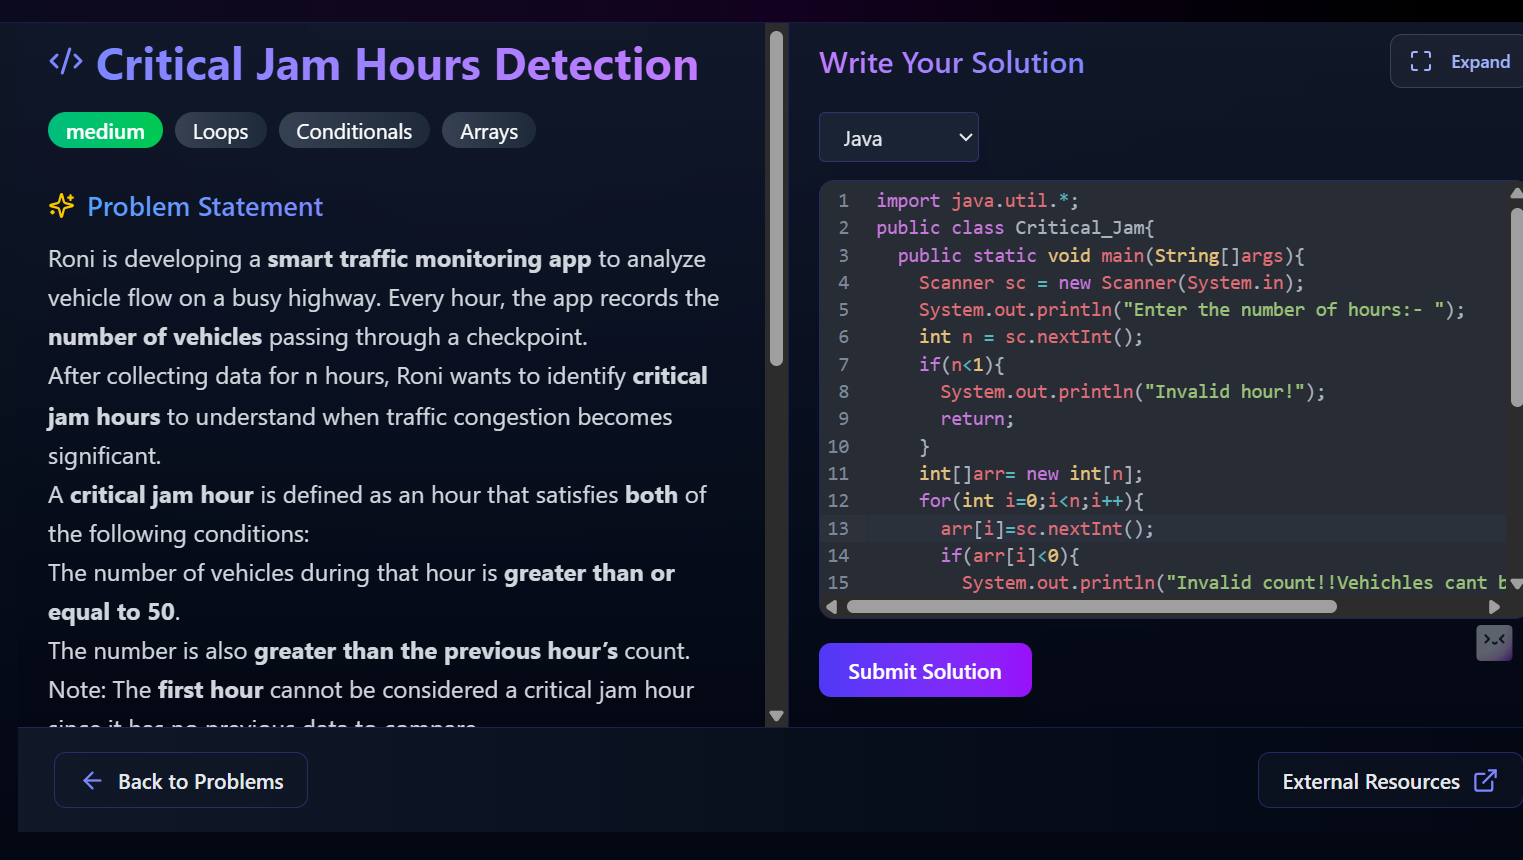 </> Critical Jam Hours Detection
medium Loops Conditionals Arrays
Problem Statement
Roni is developing a smart traffic monitoring app to analyze
vehicle flow on a busy highway. Every hour, the app records the
number of vehicles passing through a checkpoint.
After collecting data for n hours, Roni wants to identify critical
jam hours to understand when traffic congestion becomes
significant.
A critical jam hour is defined as an hour that satisfies both of
the following conditions:
The number of vehicles during that hour is greater than or
equal to 50.
The number is also greater than the previous hour's count.
Note: The first hour cannot be considered a critical jam hour
since it has no previous data to compare.
Back to Problems
Write Your Solution
Expand
Java
1 import java.util.*;
2 public class Critical_Jam{
3 public static void main(String[]args){
4 Scanner sc = new Scanner(System.in);
5 System.out.println("Enter the number of hours:- ");
6 int n = sc.nextInt();
7 if(n<1){
8 System.out.println("Invalid hour!");
9 return;
10 }
11 int[]arr= new int[n];
12 for(int i=0;i<n;i++){
13 arr[i]=sc.nextInt();
14 if(arr[i]<0){
15 System.out.println("Invalid count!!Vehichles cant b
Submit Solution
External Resources